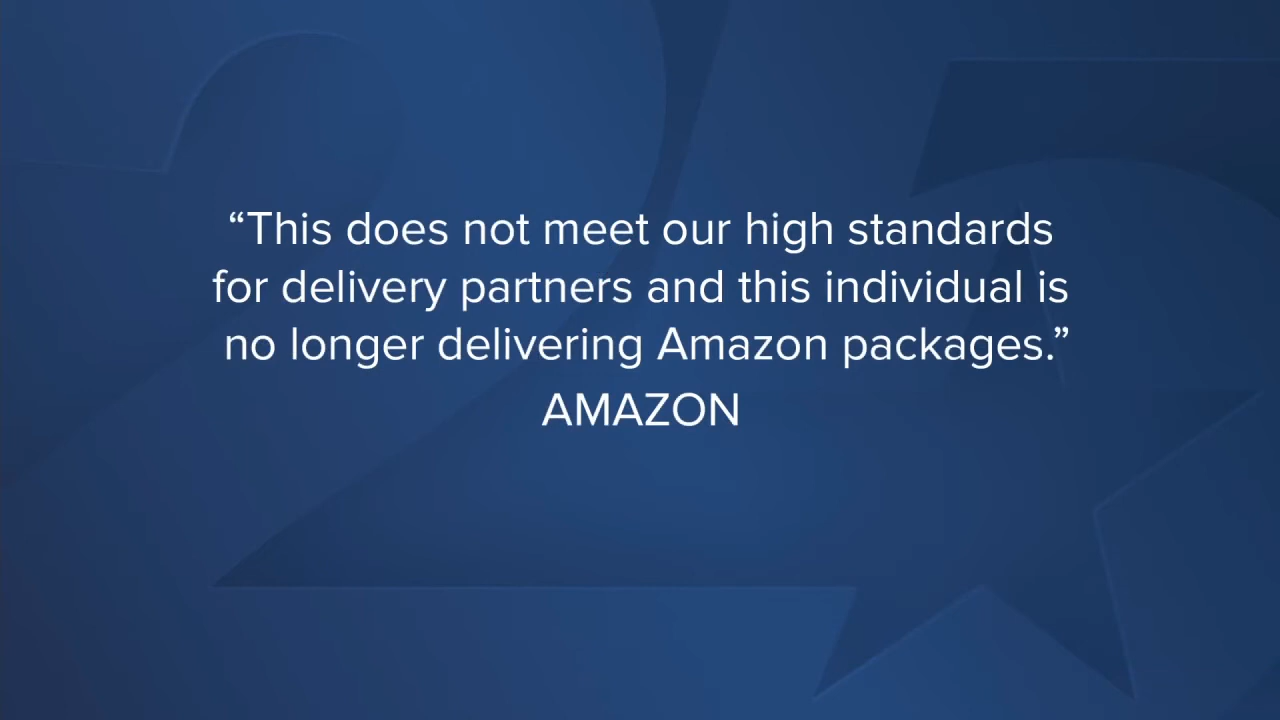 “This does not meet our high standards
for delivery partners and this individual is
no longer delivering Amazon packages.”
AMAZON